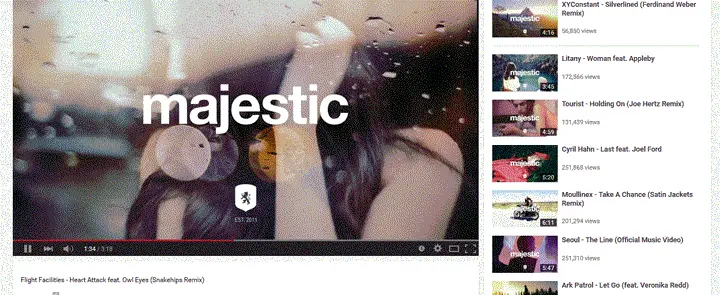 majestic
EST. 2011
1:34 / 3:18
Flight Facilities - Heart Attack feat. Owl Eyes (Snakehips Remix)
XYConstant - Silverlined (Ferdinand Weber
Remix)
56,850 views
4:16
Litany - Woman feat. Appleby
172,566 views
majestic
3:45
Tourist - Holding On (Joe Hertz Remix)
131,439 views
majestic
4:59
Cyril Hahn - Last feat. Joel Ford
251,868 views
majestic
5:20
Moullinex - Take A Chance (Satin Jackets
Remix)
201,294 views
majestic
6:11
Seoul - The Line (Official Music Video)
251,310 views
majestic
5:47
Ark Patrol - Let Go (feat. Veronika Redd)